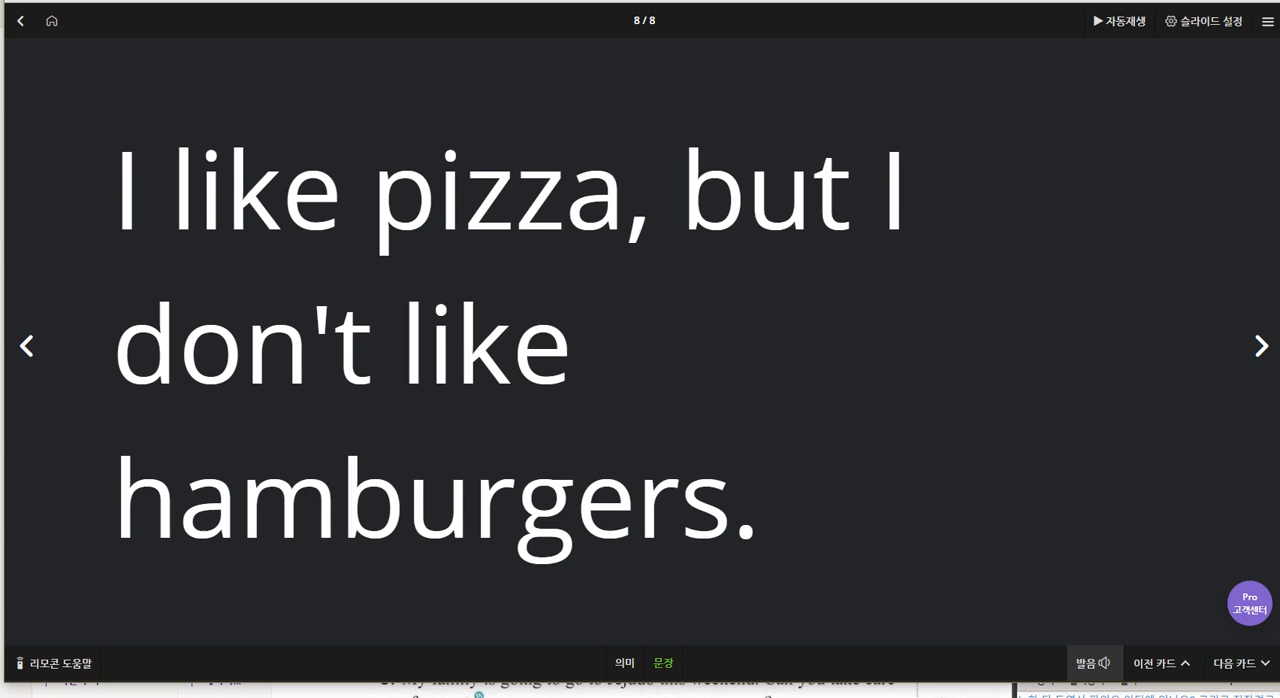 8 / 8
자동재생
슬라이드 설정
I like pizza, but I
don't like
hamburgers.
Pro
고객센터
리모콘 도움말
의미
문장
발음
이전 카드
다음 카드